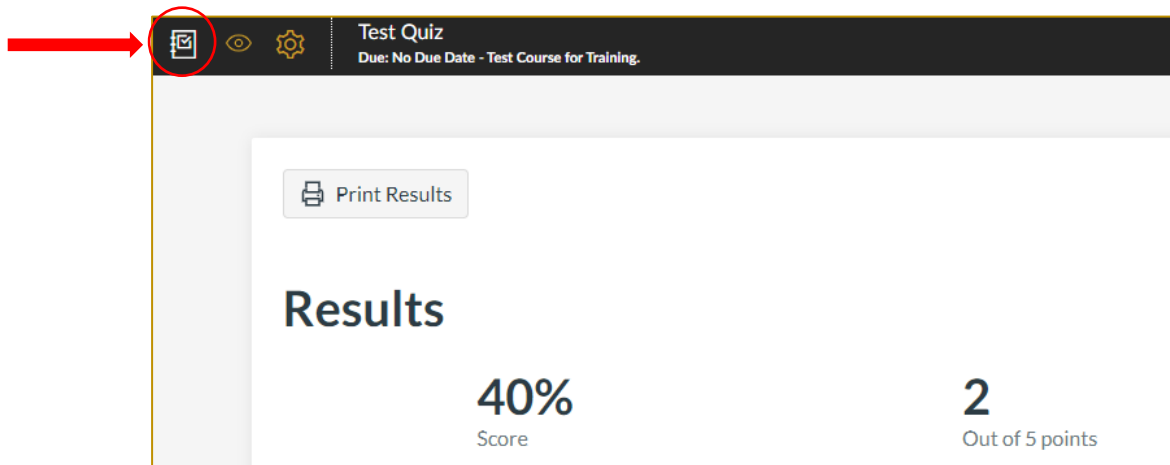 Test Quiz
Due: No Due Date - Test Course for Training.
Print Results
Results
40%
Score
2
Out of 5 points